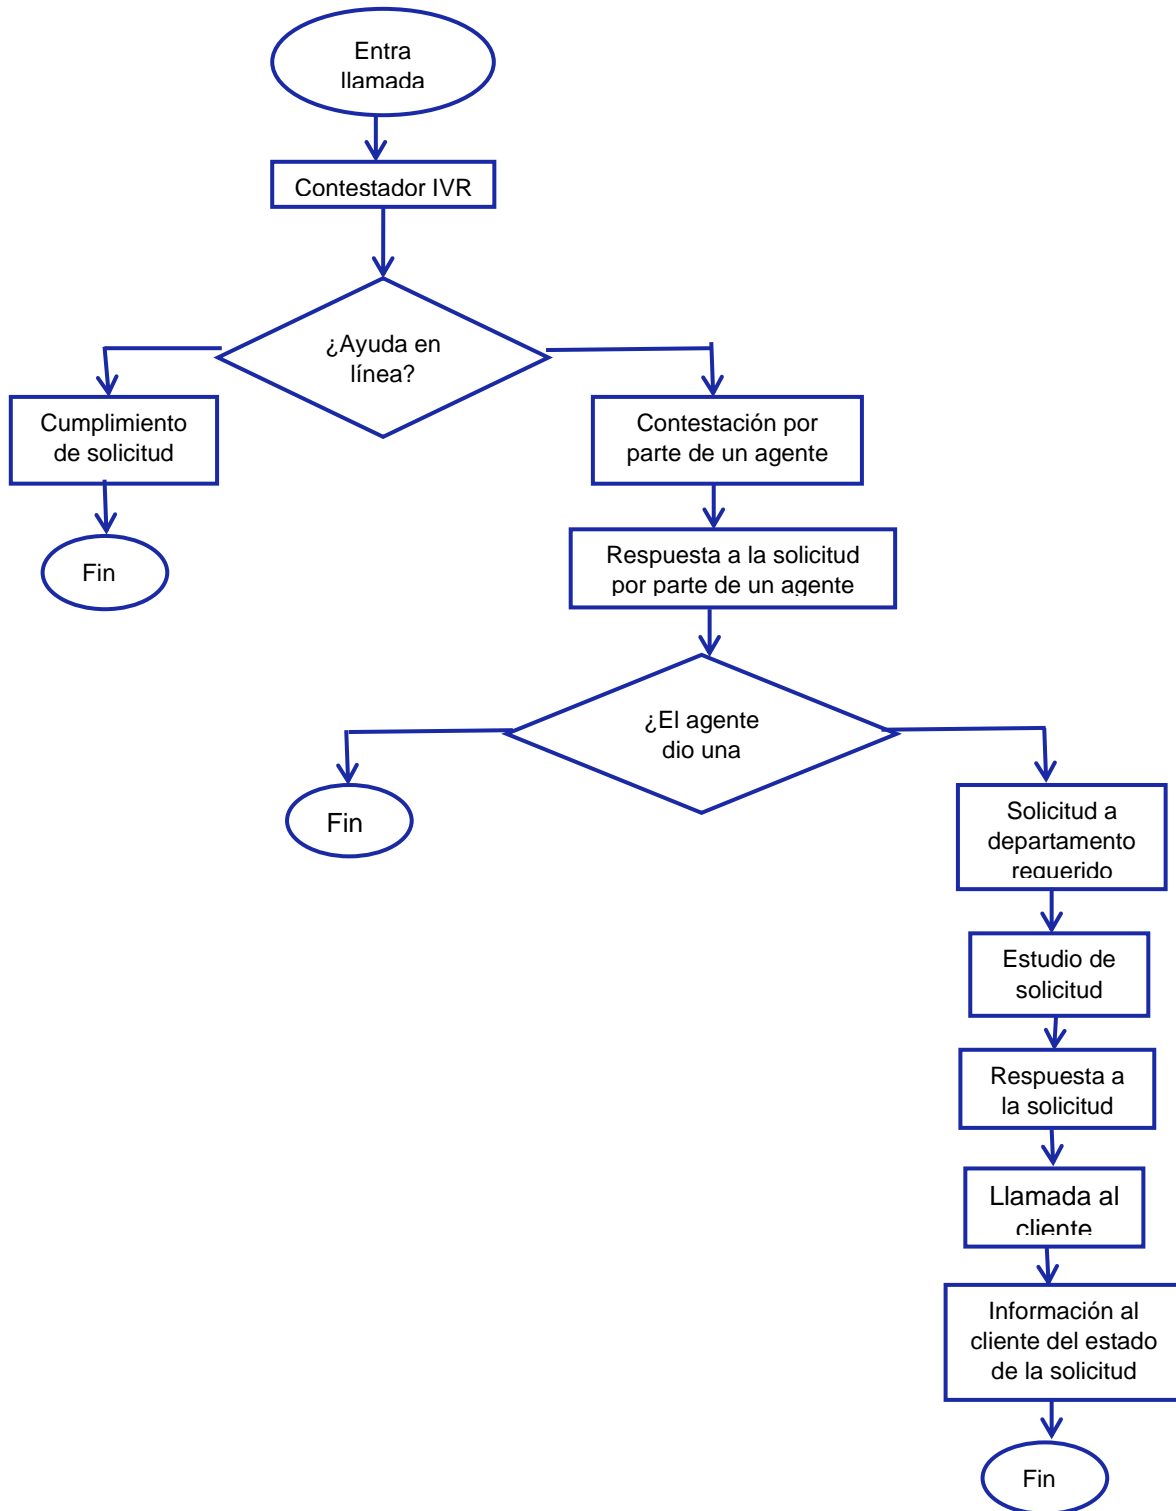 Entra
llamada
Contestador IVR
¿Ayuda en
línea?
Cumplimiento
de solicitud
Fin
Contestación por
parte de un agente
Respuesta a la solicitud
por parte de un agente
¿El agente
dio una
Fin
Solicitud a
departamento
requerido
Estudio de
solicitud
Respuesta a
la solicitud
Llamada al
cliente
Información al
cliente del estado
de la solicitud
Fin